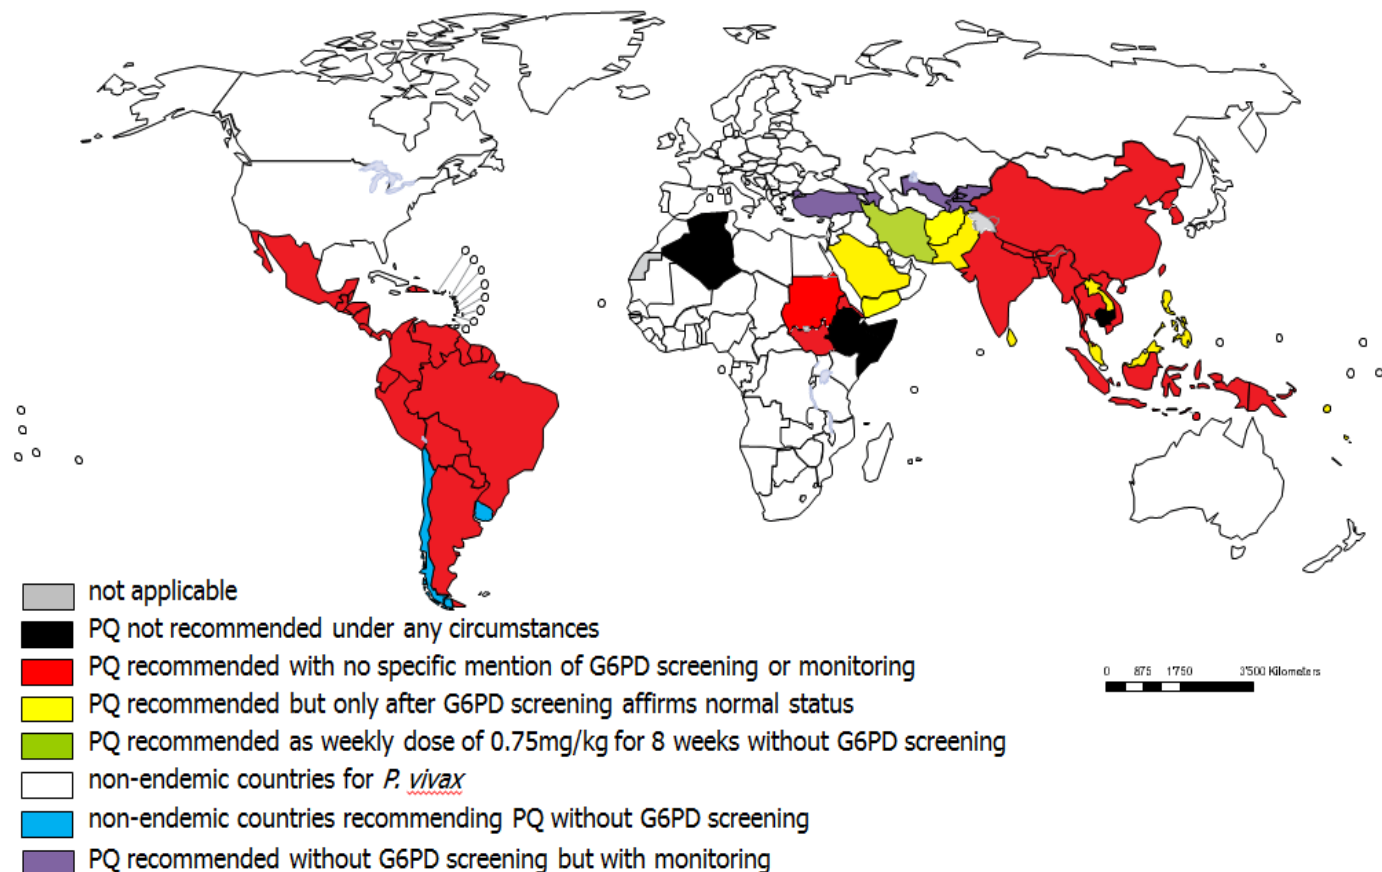 not applicable
PQ not recommended under any circumstances
PQ recommended with no specific mention of G6PD screening or monitoring
PQ recommended but only after G6PD screening affirms normal status
PQ recommended as weekly dose of 0.75mg/kg for 8 weeks without G6PD screening
non-endemic countries for P. vivax
non-endemic countries recommending PQ without G6PD screening
PQ recommended without G6PD screening but with monitoring
0 875 1'750 3'500 Kilometers